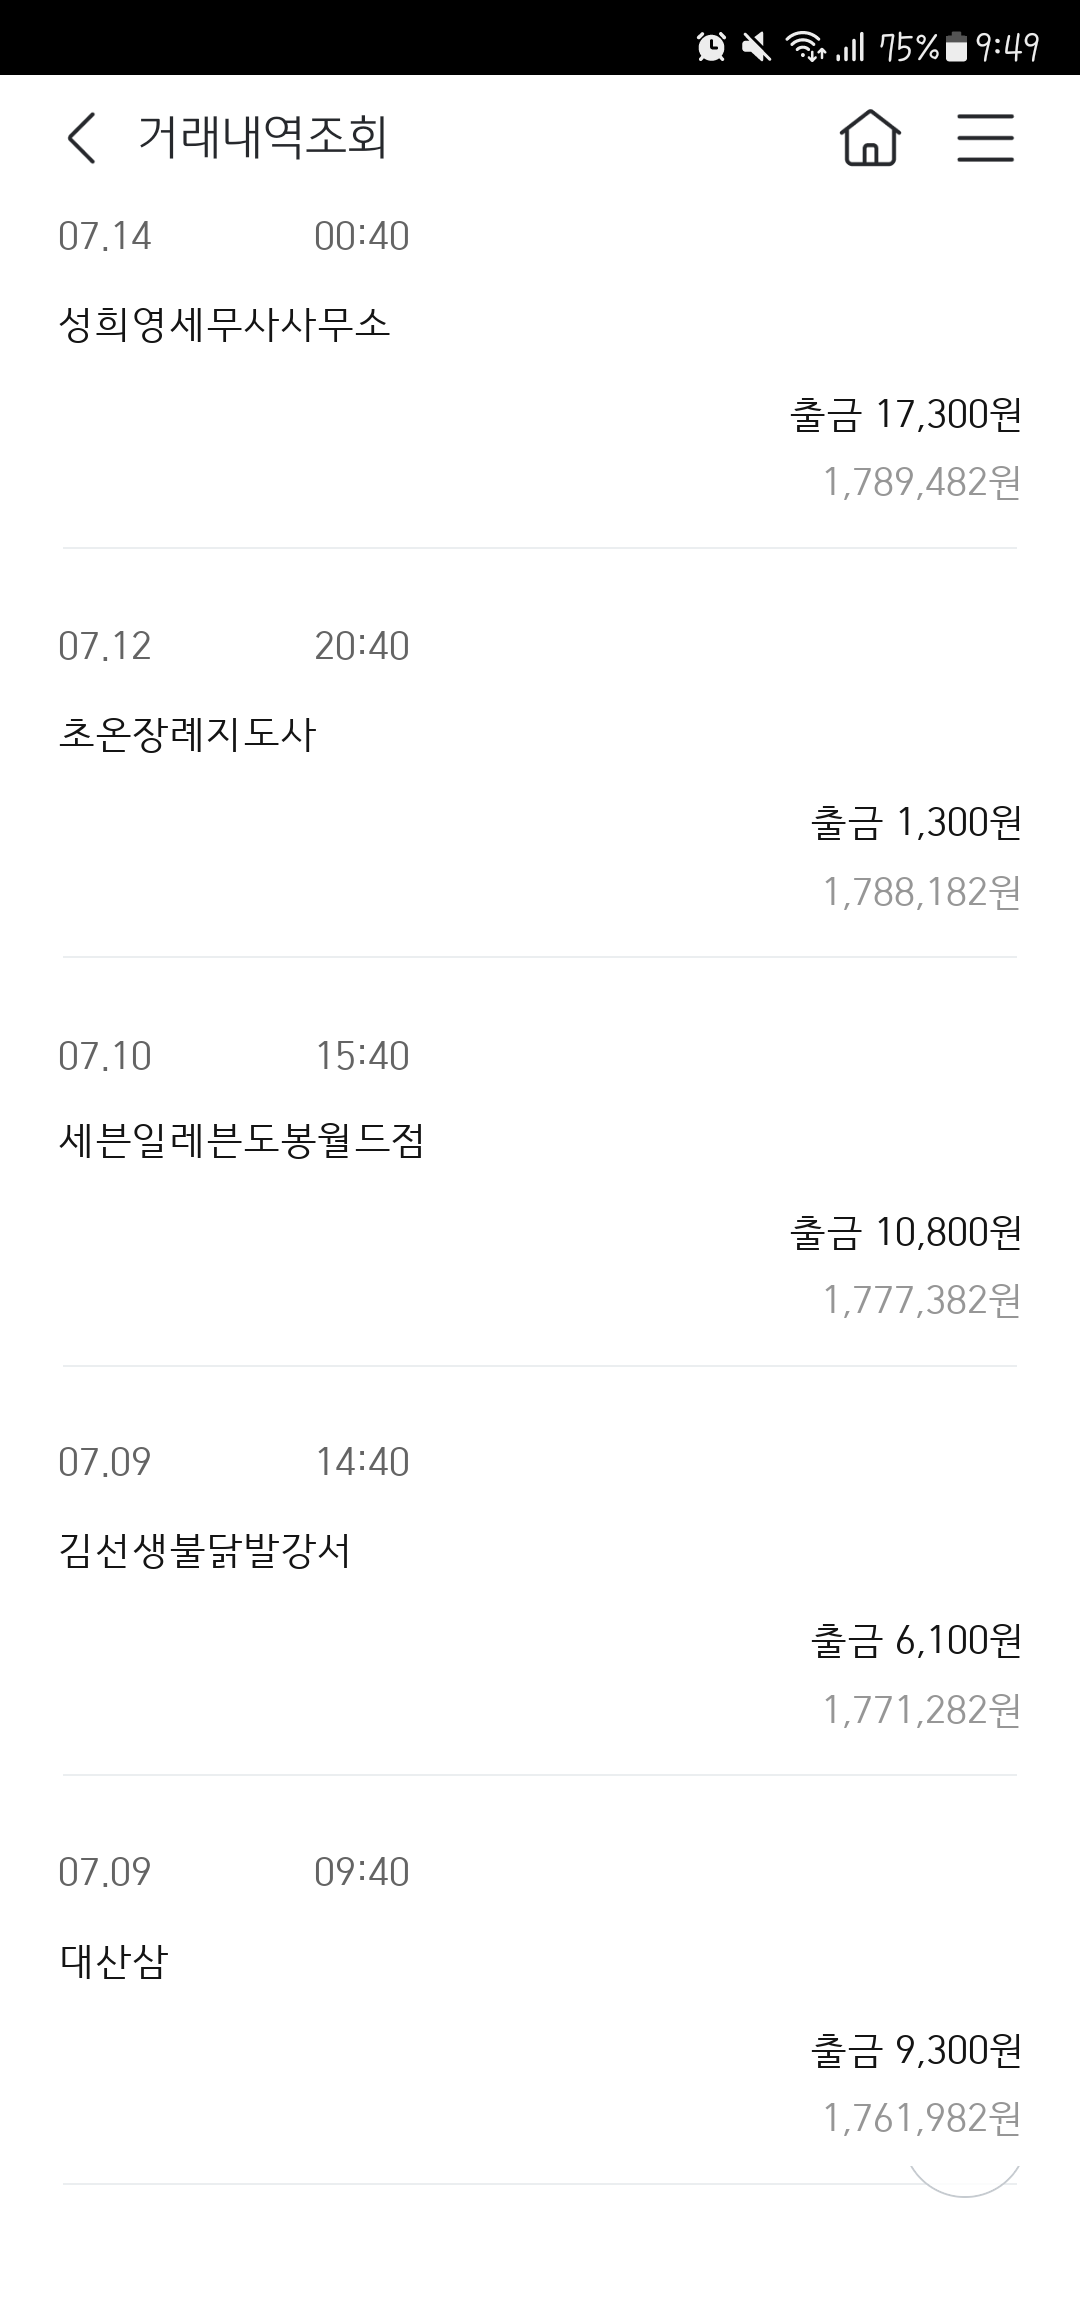 75% 9:49
거래내역조회
07.14 00:40
성희영세무사사무소
출금 17,300원
1,789,482원
07.12 20:40
초온장례지도사
출금 1,300원
1,788,182원
07.10 15:40
세븐일레븐도봉월드점
출금 10,800원
1,777,382원
07.09 14:40
김선생불닭발강서
출금 6,100원
1,771,282원
07.09 09:40
대산삼
출금 9,300원
1,761,982원